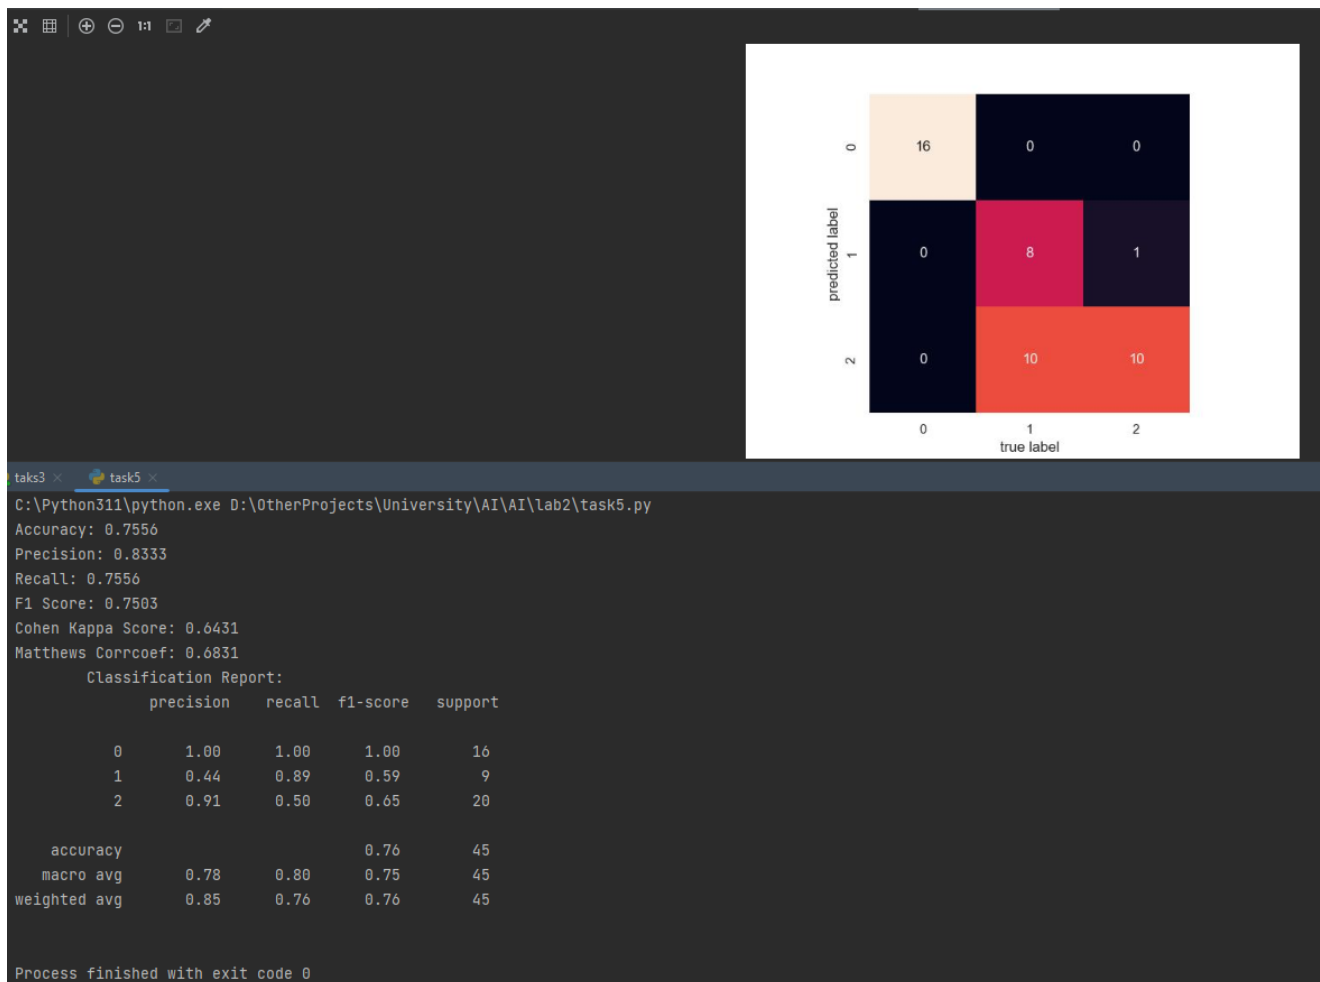 1:1
0 16 0 0
predicted label
1 0 8 1
2 0 10 10
0 1 2
true label
taks3 task5
C:\Python311\python.exe D:\OtherProjects\University\AI\AI\lab2\task5.py
Accuracy: 0.7556
Precision: 0.8333
Recall: 0.7556
F1 Score: 0.7503
Cohen Kappa Score: 0.6431
Matthews Corrcoef: 0.6831
Classification Report:
precision recall f1-score support
0 1.00 1.00 1.00 16
1 0.44 0.89 0.59 9
2 0.91 0.50 0.65 20
accuracy 0.76 45
macro avg 0.78 0.80 0.75 45
weighted avg 0.85 0.76 0.76 45
Process finished with exit code 0